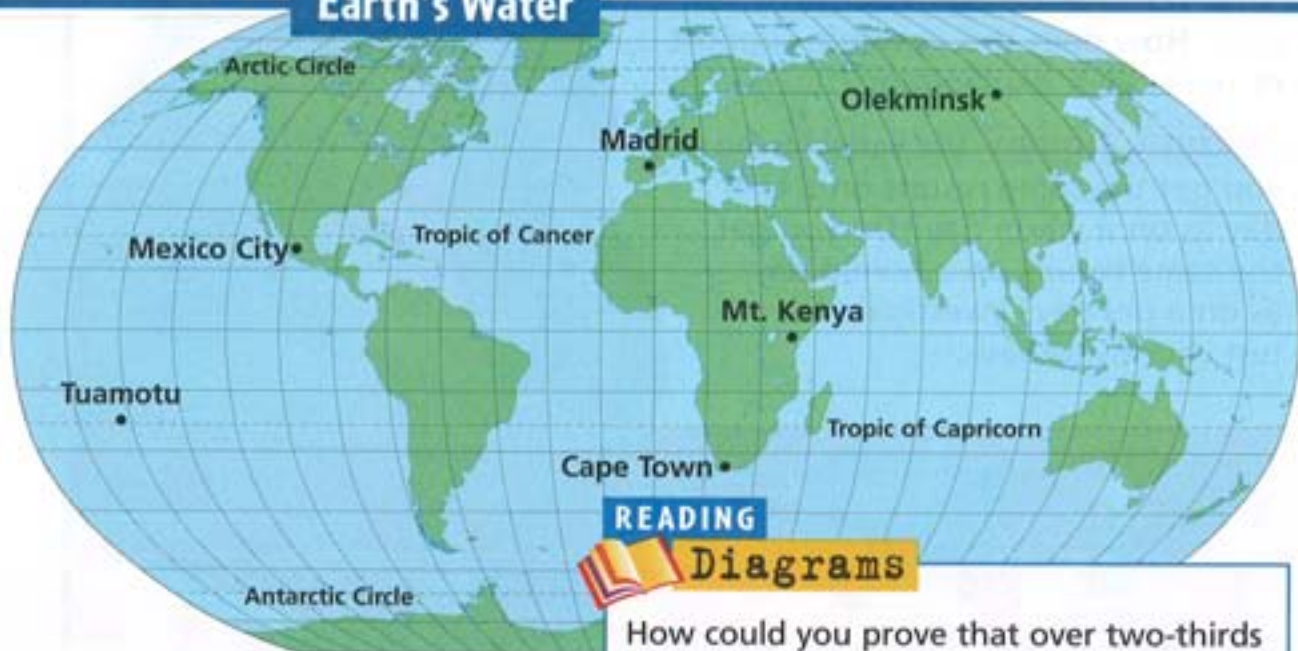 Earth's Water
Arctic Circle
Olekminsk
Madrid
Tropic of Cancer
Mexico City
Mt. Kenya
Tuamotu
Tropic of Capricorn
Cape Town
READING
Diagrams
Antarctic Circle
How could you prove that over two-thirds